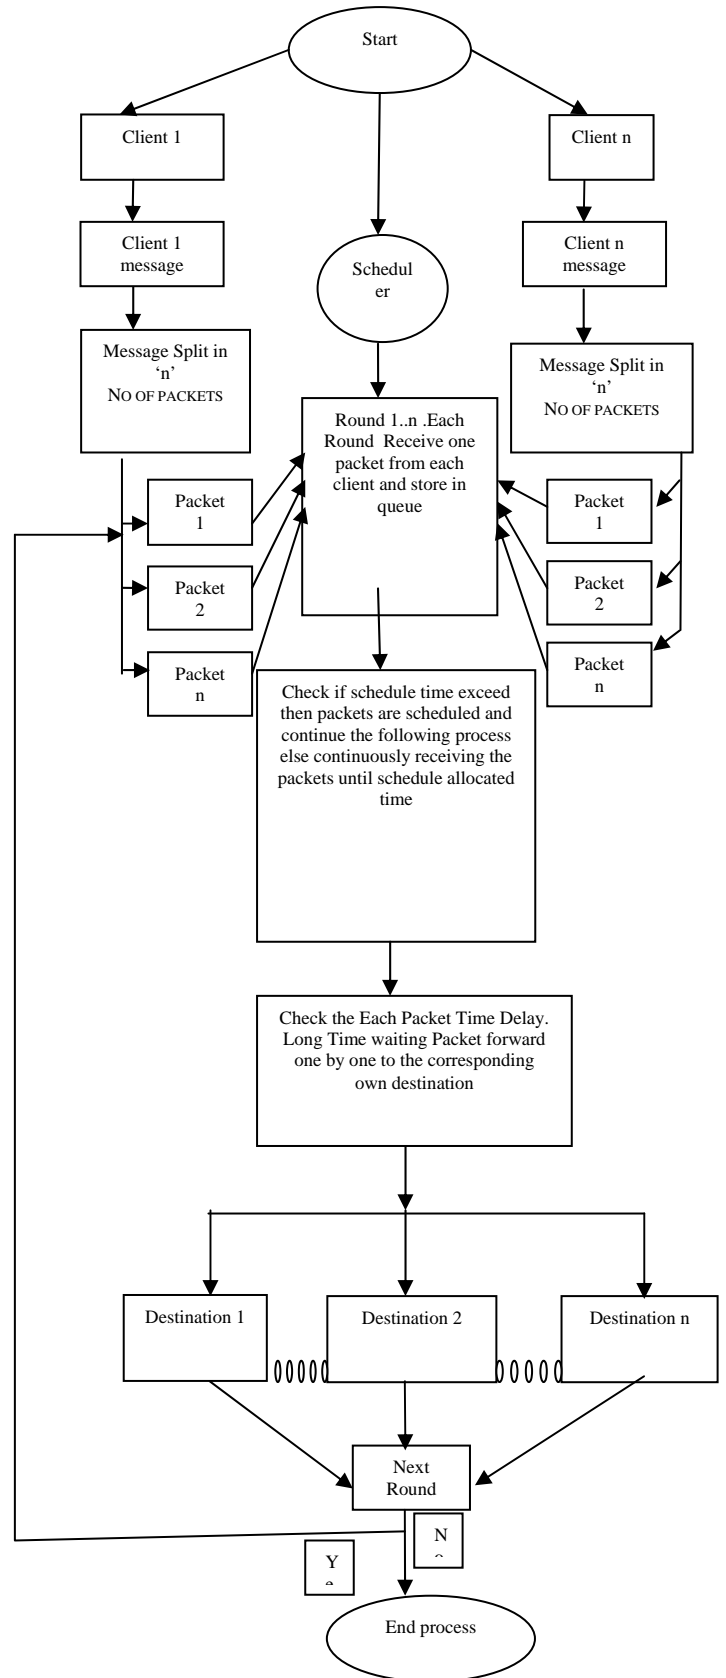 Start
Client 1
Client n
Client 1
message
Client n
message
Schedul
er
Message Split in
‘n’
NO OF PACKETS
Message Split in
‘n’
NO OF PACKETS
Round 1..n .Each
Round Receive one
packet from each
client and store in
queue
Packet
1
Packet
2
Packet
n
Packet
1
Packet
2
Packet
n
Check if schedule time exceed
then packets are scheduled and
continue the following process
else continuously receiving the
packets until schedule allocated
time
Check the Each Packet Time Delay.
Long Time waiting Packet forward
one by one to the corresponding
own destination
Destination 1
Destination 2
Destination n
Next
Round
N
Y
End process